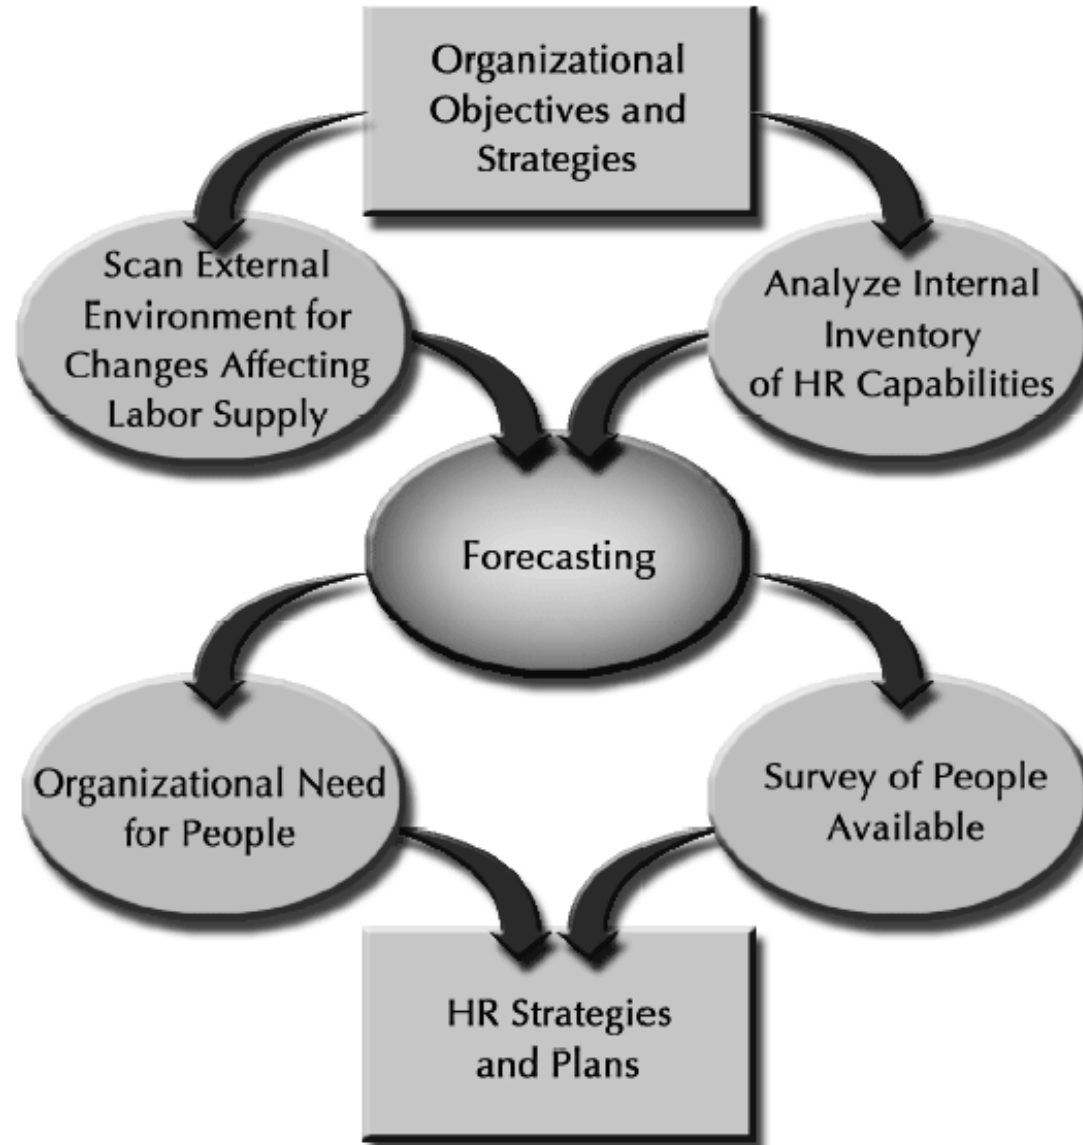 Organizational
Objectives and
Strategies
Scan External
Environment for
Changes Affecting
Labor Supply
Analyze Internal
Inventory
of HR Capabilities
Forecasting
Organizational Need
for People
Survey of People
Available
HR Strategies
and Plans